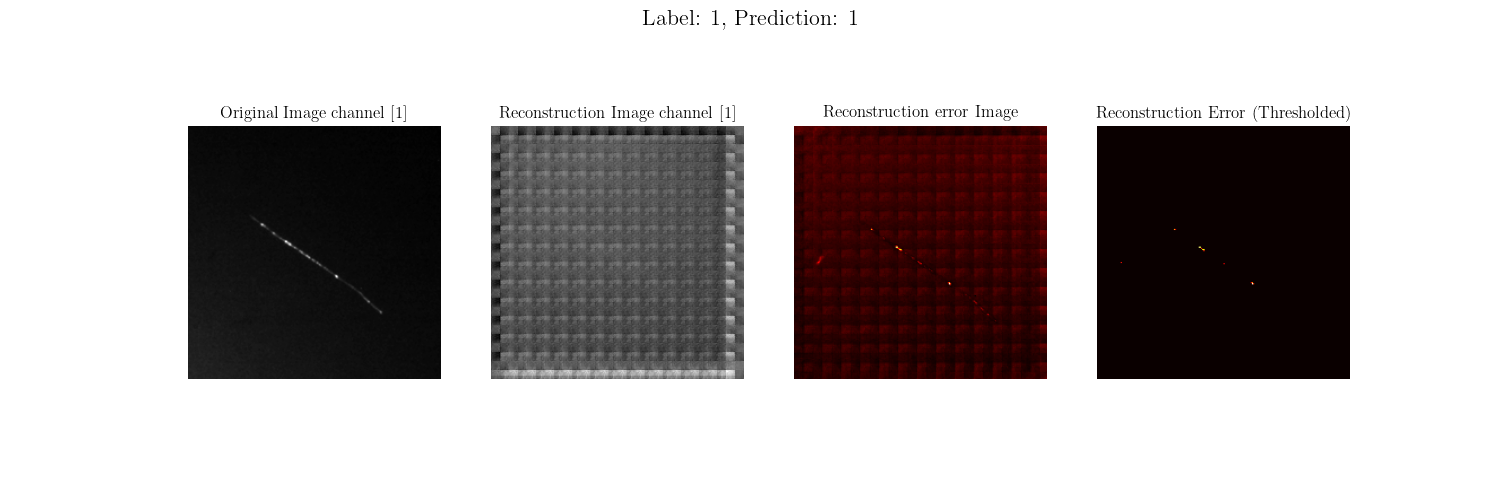 Label: 1, Prediction: 1
Original Image channel [1]
Reconstruction Image channel [1]
Reconstruction error Image
Reconstruction Error (Thresholded)